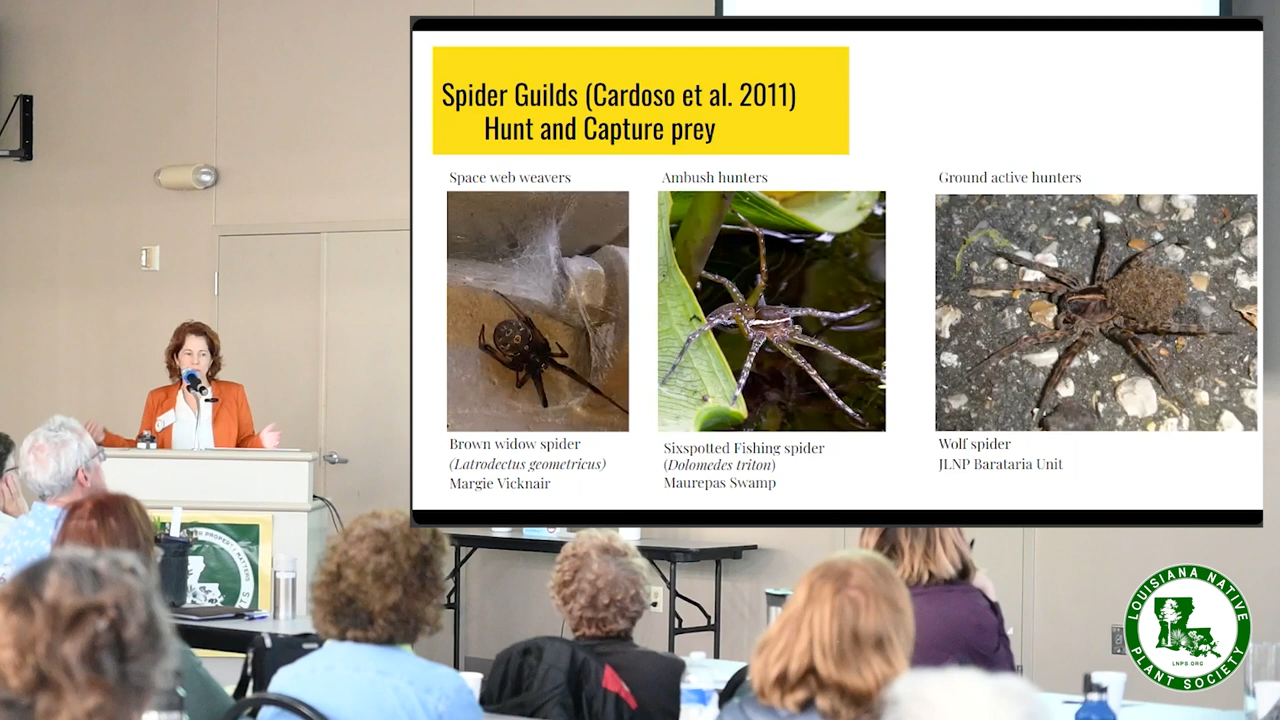 Spider Guilds (Cardoso et al. 2011)
Hunt and Capture prey
Space web weavers
Ambush hunters
Ground active hunters
Brown widow spider
(Latrodectus geometricus)
Margie Vicknair
Sixspotted Fishing spider
(Dolomedes triton)
Maurepas Swamp
Wolf spider
JLNP Barataria Unit
PROPERTY MATTERS
LOUISIANA NATIVE
LNPS.ORG
PLANT SOCIETY